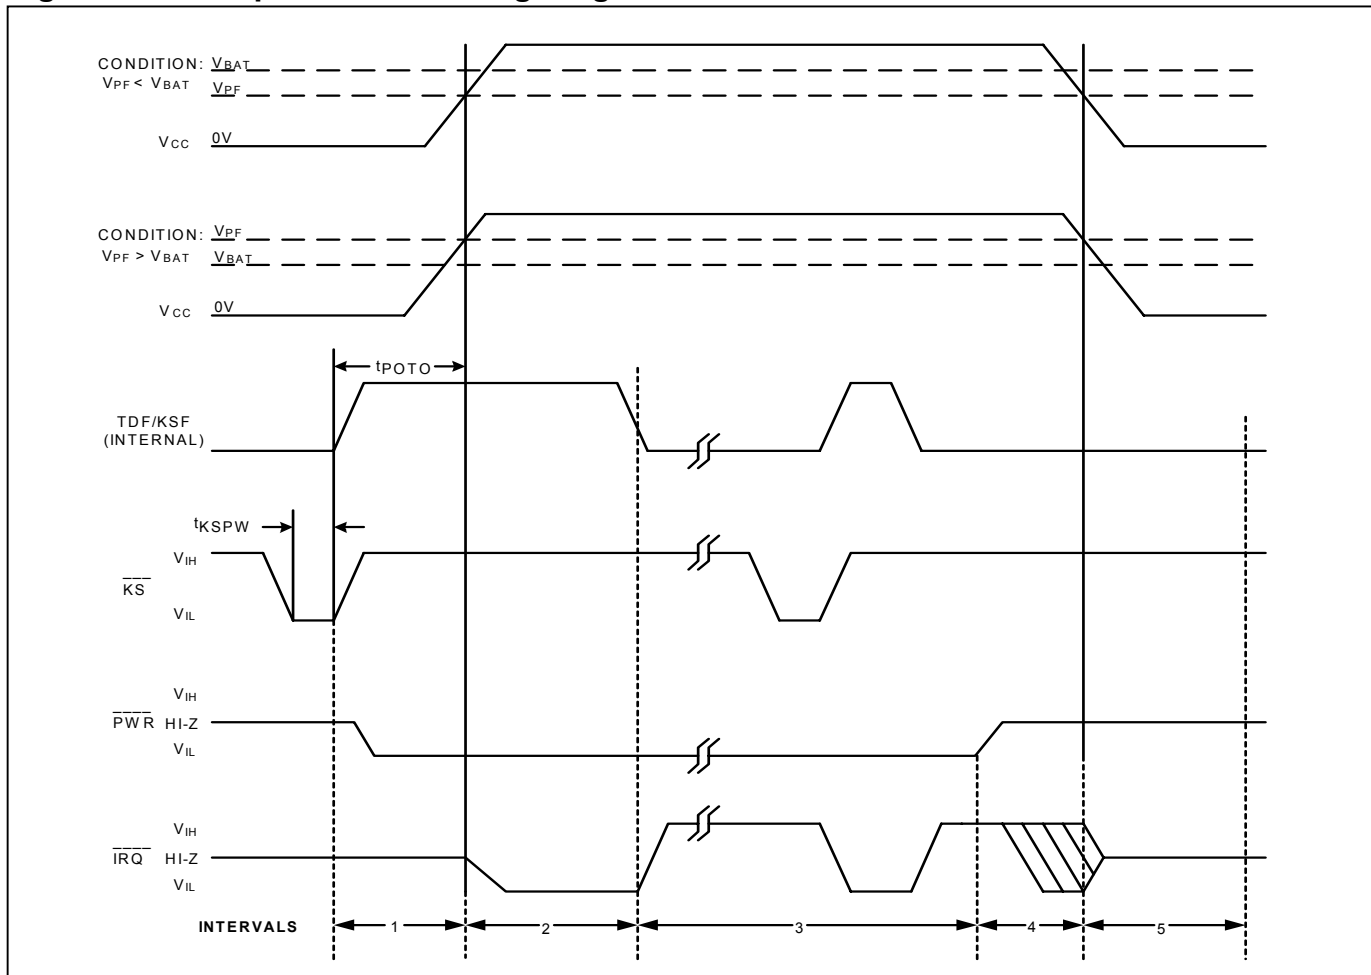 CONDITION: VBAT
VPF < VBAT VPF
VCC 0V
CONDITION: VPF
VPF > VBAT VBAT
VCC 0V
tPOTO
TDF/KSF
(INTERNAL)
tKSPW
VIH
KS
VIL
VIH
PWR HI-Z
VIL
VIH
IRQ HI-Z
VIL
INTERVALS 1 2 3 4 5